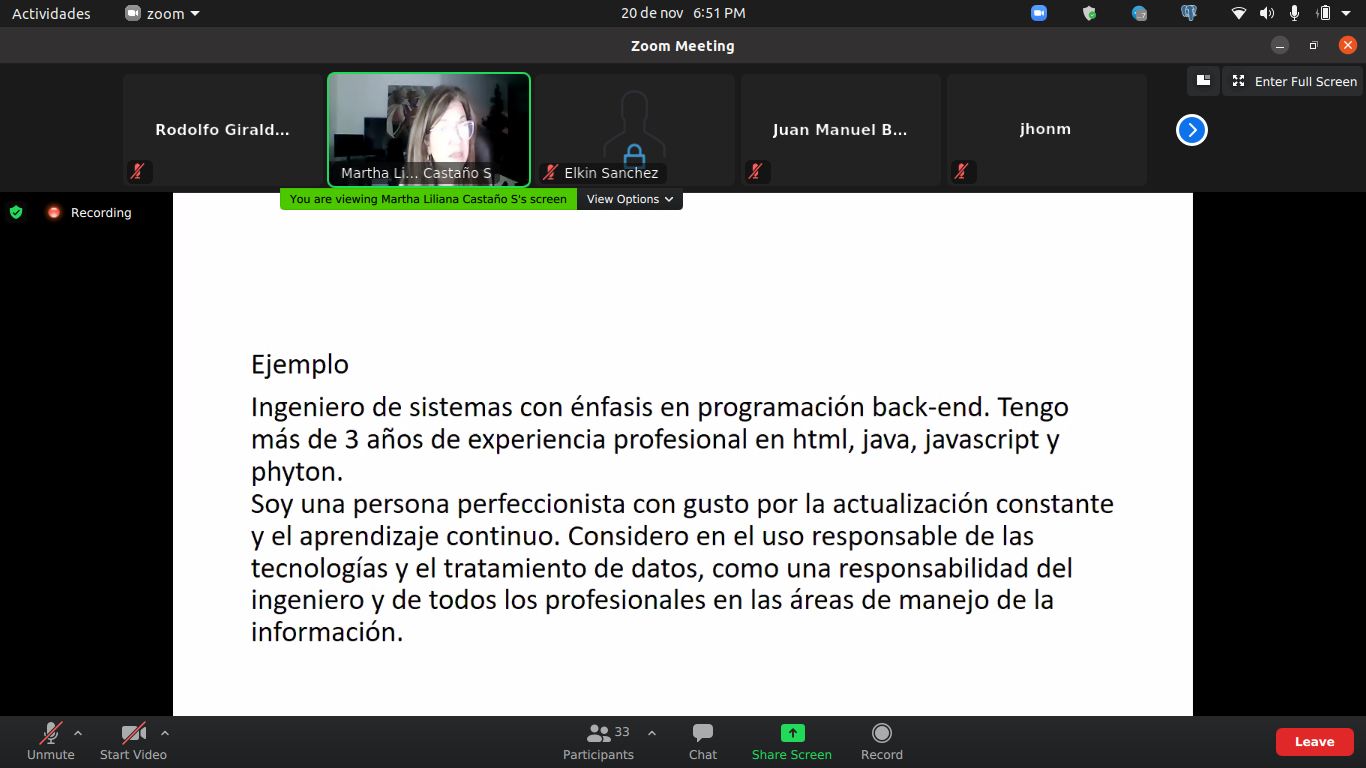 Actividades
zoom
20 de nov 6:51 PM
Zoom Meeting
Rodolfo Girald...
Martha Li... Castaño S
Elkin Sanchez
Juan Manuel B...
jhonm
Enter Full Screen
You are viewing Martha Liliana Castaño S's screen
View Options
Recording
Ejemplo
Ingeniero de sistemas con énfasis en programación back-end. Tengo
más de 3 años de experiencia profesional en html, java, javascript y
phyton.
Soy una persona perfeccionista con gusto por la actualización constante
y el aprendizaje continuo. Considero en el uso responsable de las
tecnologías y el tratamiento de datos, como una responsabilidad del
ingeniero y de todos los profesionales en las áreas de manejo de la
información.
Unmute
Start Video
33
Participants
Chat
Share Screen
Record
Leave